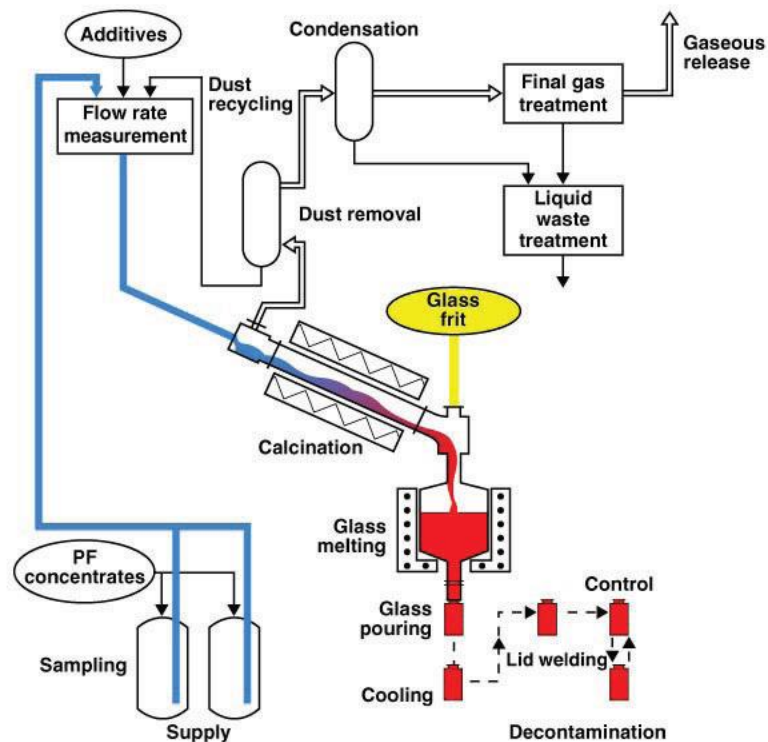 Additives
Condensation
Gaseous
release
Dust
recycling
Flow rate
measurement
Final gas
treatment
Dust removal
Liquid
waste
treatment
Glass
frit
Calcination
Glass
melting
PF
concentrates
Control
Glass
pouring
Sampling
Lid welding
Cooling
Supply
Decontamination